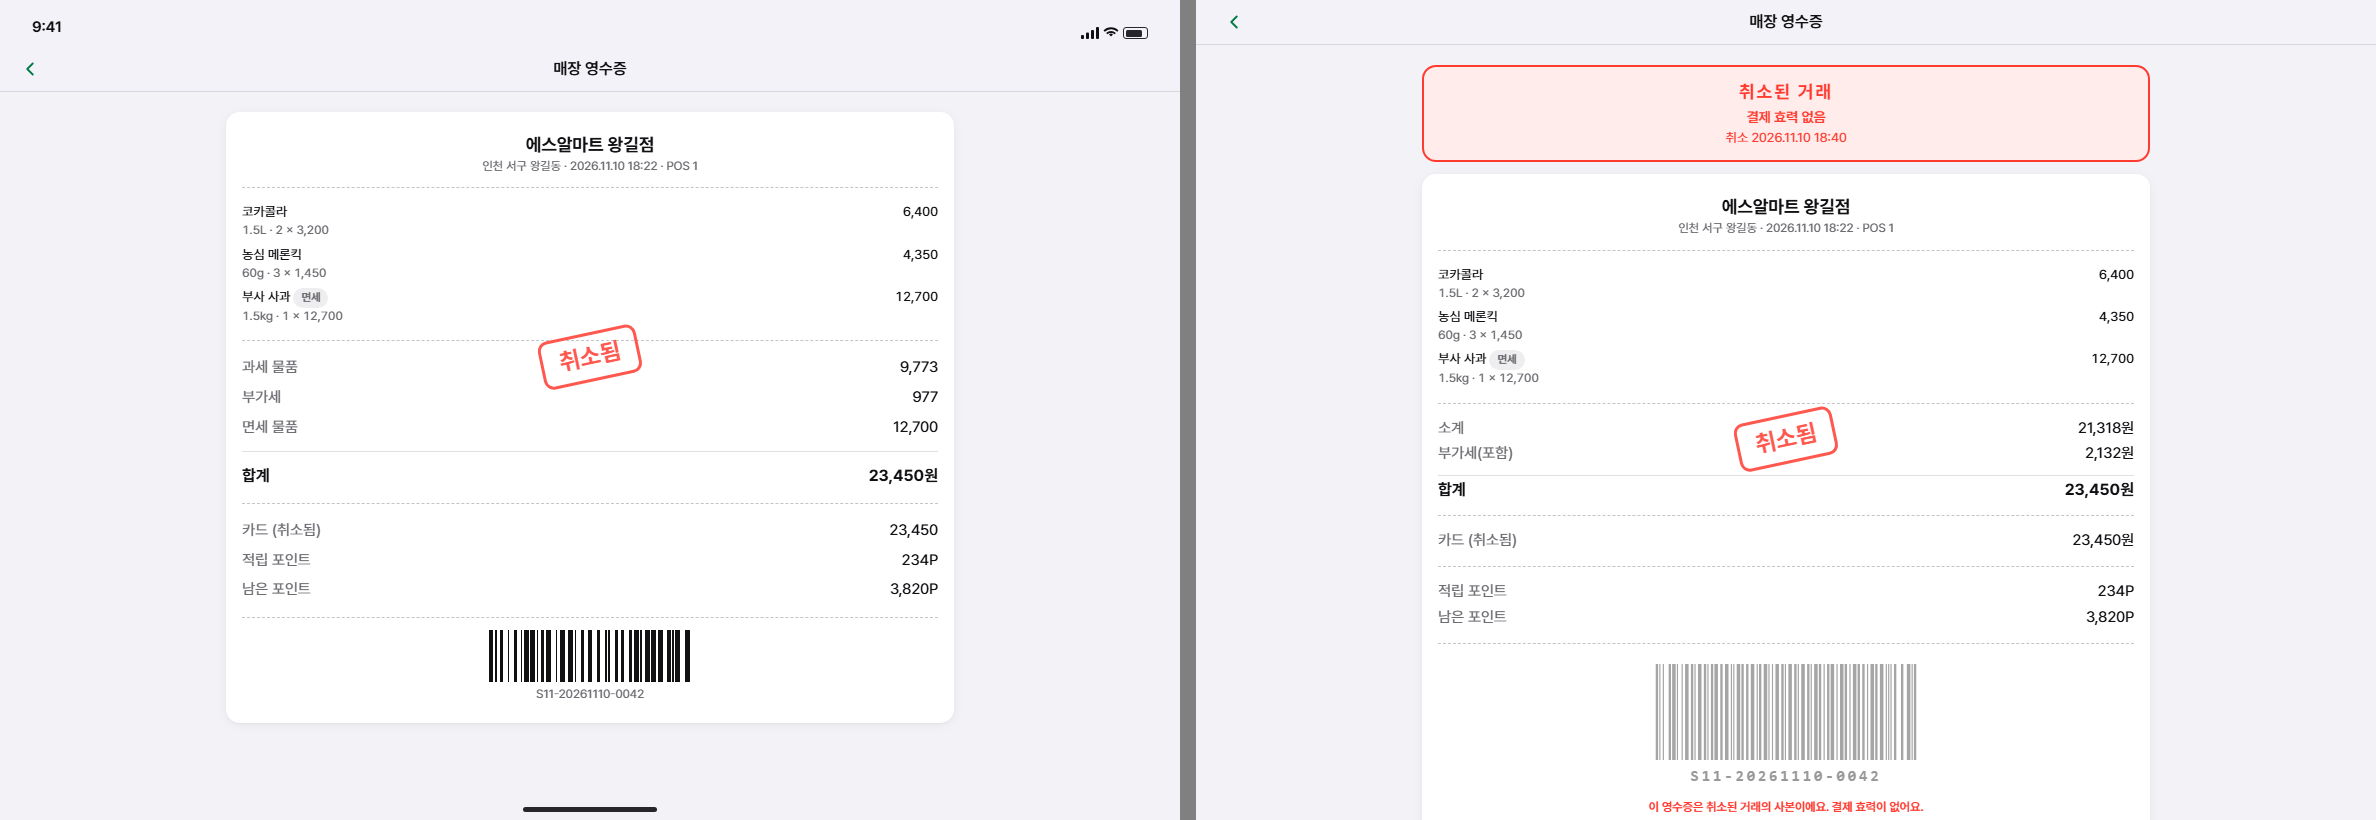 9:41
매장 영수증
에스알마트 왕길점
인천 서구 왕길동 · 2026.11.10 18:22 · POS 1
코카콜라 6,400
1.5L · 2 × 3,200
농심 메론킥 4,350
60g · 3 × 1,450
부사 사과 면세 12,700
1.5kg · 1 × 12,700
취소됨
과세 물품 9,773
부가세 977
면세 물품 12,700
합계 23,450원
카드 (취소됨) 23,450
적립 포인트 234P
남은 포인트 3,820P
S11-20261110-0042
매장 영수증
취소된 거래
결제 효력 없음
취소 2026.11.10 18:40
에스알마트 왕길점
인천 서구 왕길동 · 2026.11.10 18:22 · POS 1
코카콜라 6,400
1.5L · 2 × 3,200
농심 메론킥 4,350
60g · 3 × 1,450
부사 사과 면세 12,700
1.5kg · 1 × 12,700
소계 21,318원
취소됨
부가세(포함) 2,132원
합계 23,450원
카드 (취소됨) 23,450원
적립 포인트 234P
남은 포인트 3,820P
S11-20261110-0042
이 영수증은 취소된 거래의 사본이에요. 결제 효력이 없어요.